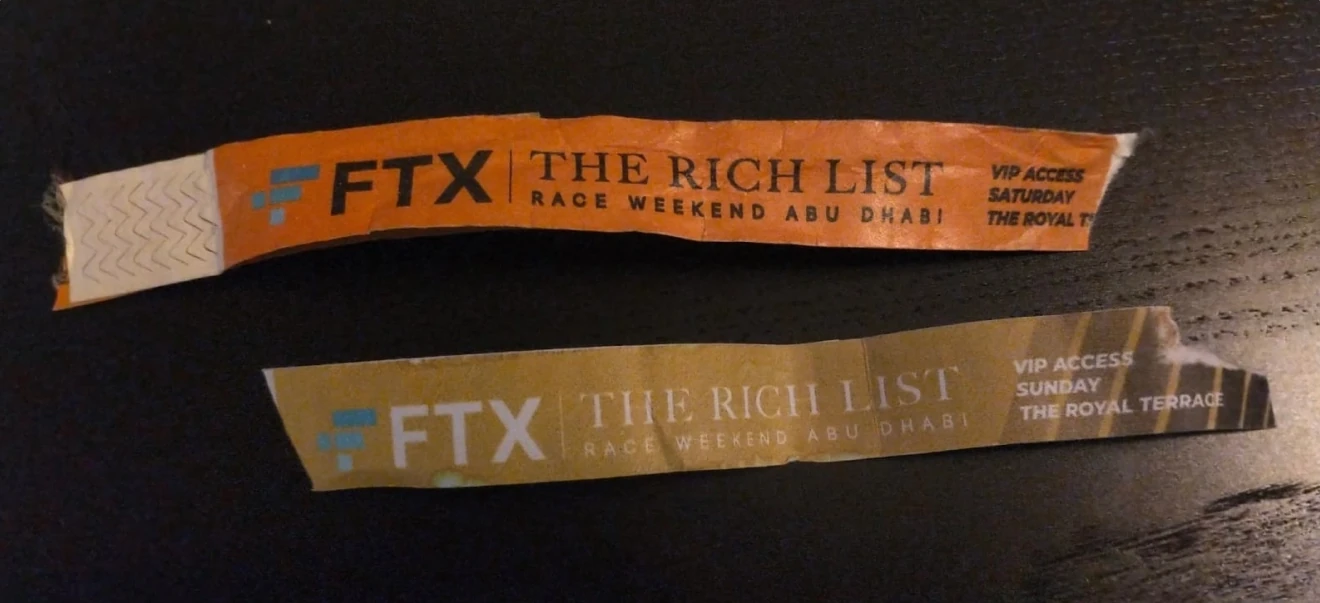 FTX
THE RICH LIST
RACE WEEKEND ABU DHABI
VIP ACCESS
SATURDAY
THE ROYAL
FTX
THE RICH LIST
RACE WEEKEND ABU DHABI
VIP ACCESS
SUNDAY
THE ROYAL TERRACE